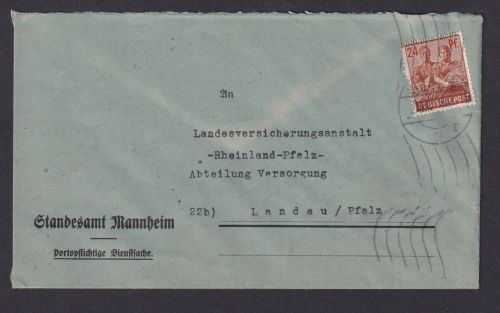 24 Pf
DEUTSCHE POST
An
Landesversicherungsanstalt
-Rheinland-Pfalz-
Abteilung Versorgung
22b) Landau/Pfalz
Standesamt Mannheim
Portopflichtige Dienstsache.